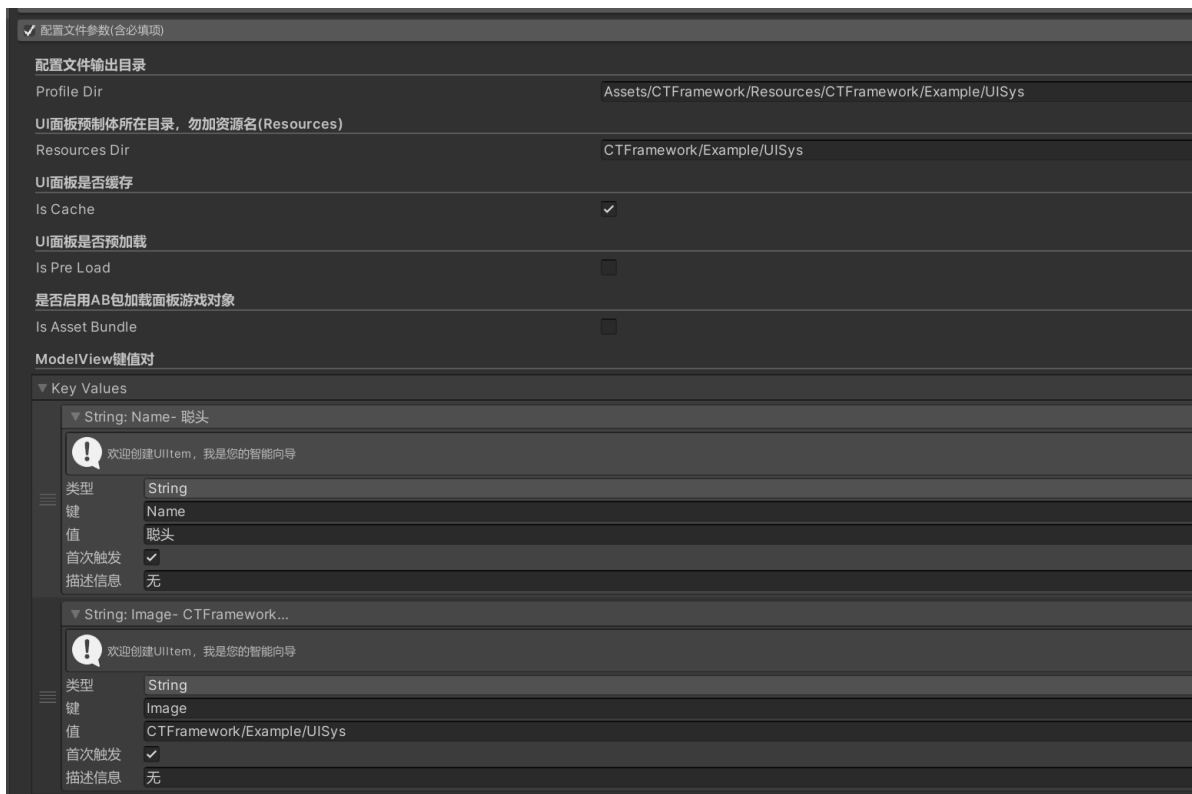 配置文件参数(含必填项)
配置文件输出目录
Profile Dir Assets/CTFramework/Resources/CTFramework/Example/UISys
UI面板预制体所在目录，勿加资源名(Resources)
Resources Dir CTFramework/Example/UISys
UI面板是否缓存
Is Cache
UI面板是否预加载
Is Pre Load
是否启用AB包加载面板游戏对象
Is Asset Bundle
ModelView键值对
Key Values
String: Name- 聪头
欢迎创建UIItem，我是您的智能向导
类型 String
键 Name
值 聪头
首次触发
描述信息 无
String: Image- CTFramework...
欢迎创建UIItem，我是您的智能向导
类型 String
键 Image
值 CTFramework/Example/UISys
首次触发
描述信息 无